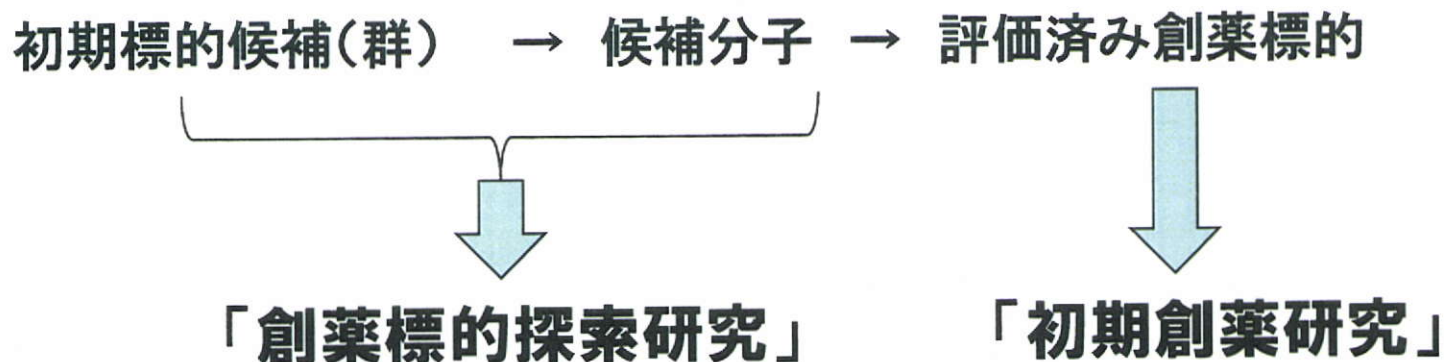 初期標的候補(群) → 候補分子 → 評価済み創薬標的
「創薬標的探索研究」 「初期創薬研究」